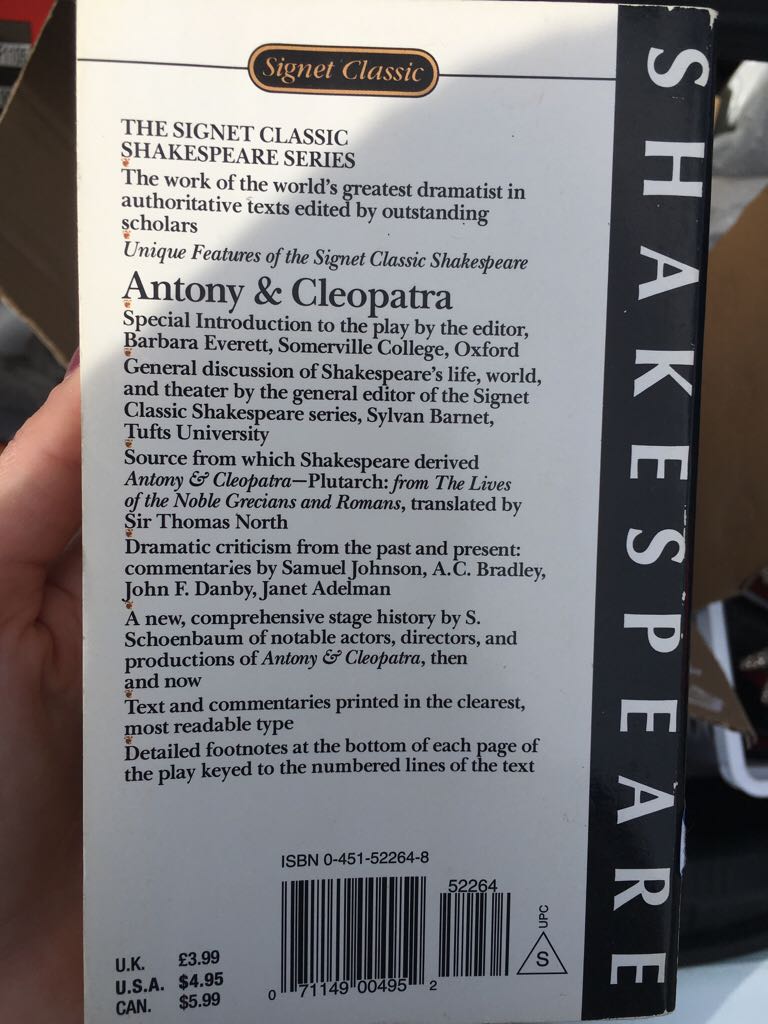 Signet Classic
THE SIGNET CLASSIC
SHAKESPEARE SERIES
The work of the world's greatest dramatist in
authoritative texts edited by outstanding
scholars
Unique Features of the Signet Classic Shakespeare
Antony & Cleopatra
Special Introduction to the play by the editor,
Barbara Everett, Somerville College, Oxford
General discussion of Shakespeare's life, world,
and theater by the general editor of the Signet
Classic Shakespeare series, Sylvan Barnet,
Tufts University
Source from which Shakespeare derived
Antony & Cleopatra—Plutarch: from The Lives
of the Noble Grecians and Romans, translated by
Sir Thomas North
Dramatic criticism from the past and present:
commentaries by Samuel Johnson, A.C. Bradley,
John F. Danby, Janet Adelman
A new, comprehensive stage history by S.
Schoenbaum of notable actors, directors, and
productions of Antony & Cleopatra, then
and now
Text and commentaries printed in the clearest,
most readable type
Detailed footnotes at the bottom of each page of
the play keyed to the numbered lines of the text
ISBN 0-451-52264-8
52264
UPC
S
0 71149 00495 2
U.K. £3.99
U.S.A. $4.95
CAN. $5.99
SHAKESPEARE